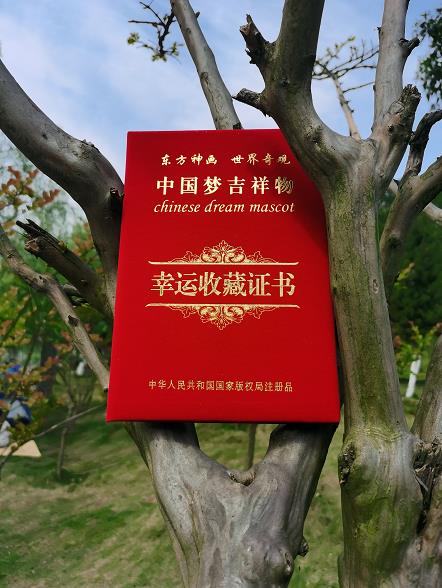 东方神画 世界奇观
中国梦吉祥物
chinese dream mascot
幸运收藏证书
中华人民共和国国家版权局注册品